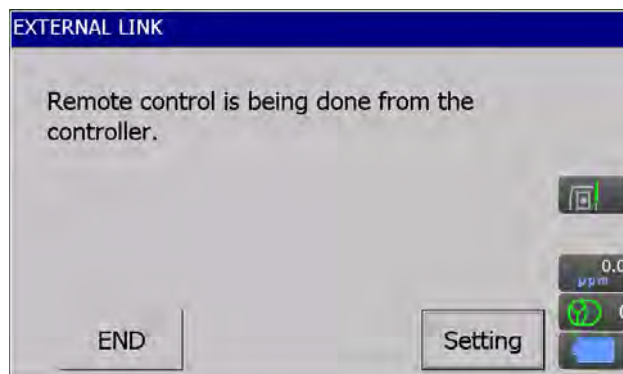 EXTERNAL LINK
Remote control is being done from the
controller.
0.0
ppm
END
Setting